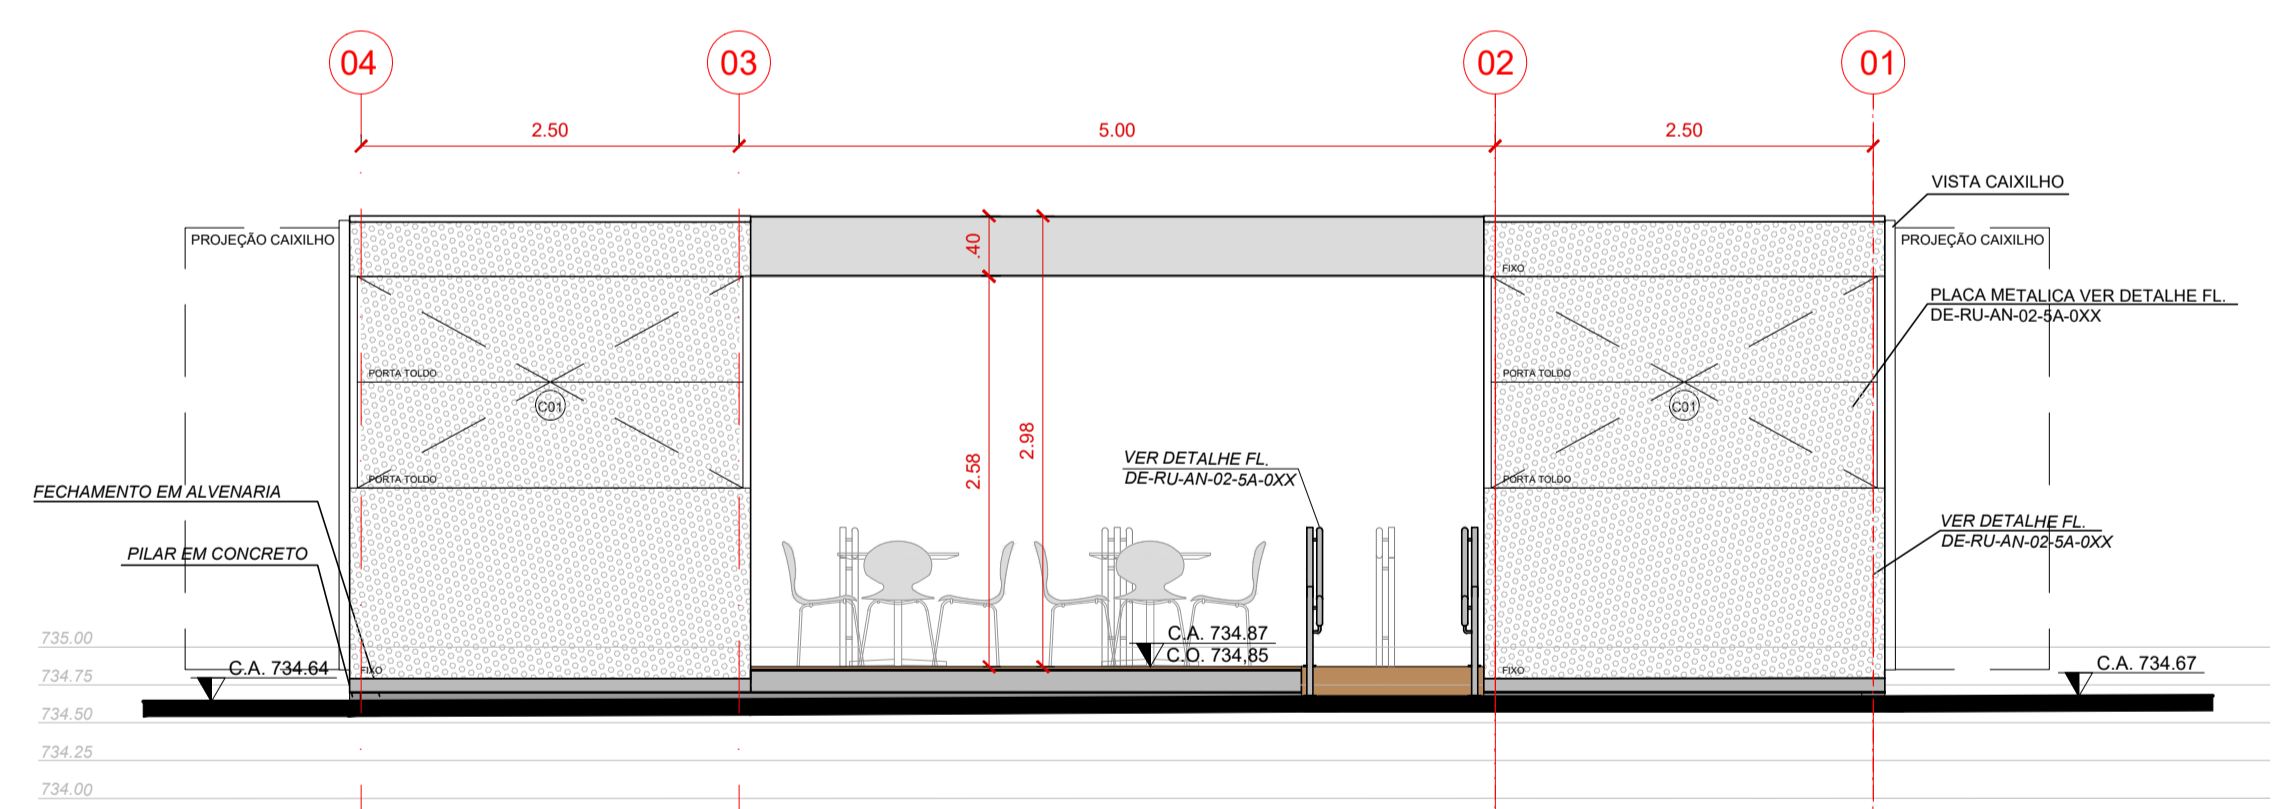 04
03
02
01
2.50
5.00
2.50
VISTA CAIXILHO
PROJEÇÃO CAIXILHO
PROJEÇÃO CAIXILHO
.40
FIXO
PLACA METALICA VER DETALHE FL.
DE-RU-AN-02-5A-0XX
PORTA TOLDO
PORTA TOLDO
C01
C01
2.98
2.58
VER DETALHE FL.
DE-RU-AN-02-5A-0XX
PORTA TOLDO
PORTA TOLDO
FECHAMENTO EM ALVENARIA
PILAR EM CONCRETO
VER DETALHE FL.
DE-RU-AN-02-5A-0XX
735.00
C.A. 734.87
C.O. 734,85
C.A. 734.64
FIXO
FIXO
C.A. 734.67
734.75
734.50
734.25
734.00